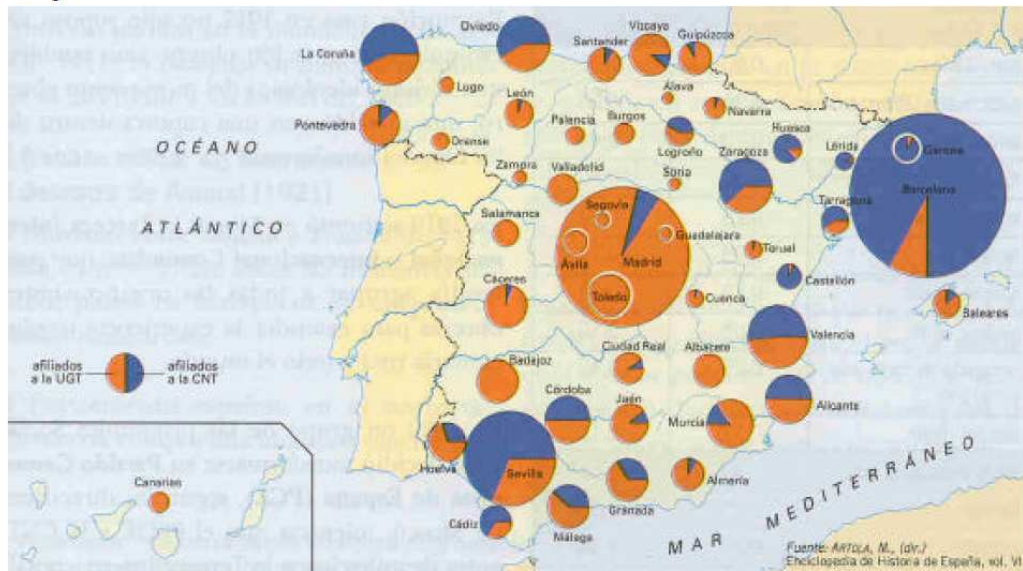 OCÉANO
ATLÁNTICO
La Coruña
Oviedo
Santander
Vizcaya
Guipúzcoa
Lugo
León
Alava
Navarra
Pontevedra
Orense
Palencia
Burgos
Logroño
Huesca
Lérida
Gerona
Zamora
Valladolid
Soria
Zaragoza
Barcelona
Tarragona
Salamanca
Segovia
Guadalajara
Avila
Madrid
Teruel
Castellón
Cáceres
Toledo
Cuenca
Baleares
Valencia
afiliados
a la UGT
afiliados
a la CNT
Badajoz
Ciudad Real
Albacete
Córdoba
Jaén
Murcia
Alicante
Huelva
Sevilla
Almería
Cádiz
Málaga
Granada
Canarias
MAR MEDITERRÁNEO
Fuente: ARTOLA, M., (dir.)
Enciclopedia de Historia de España, vol. VI